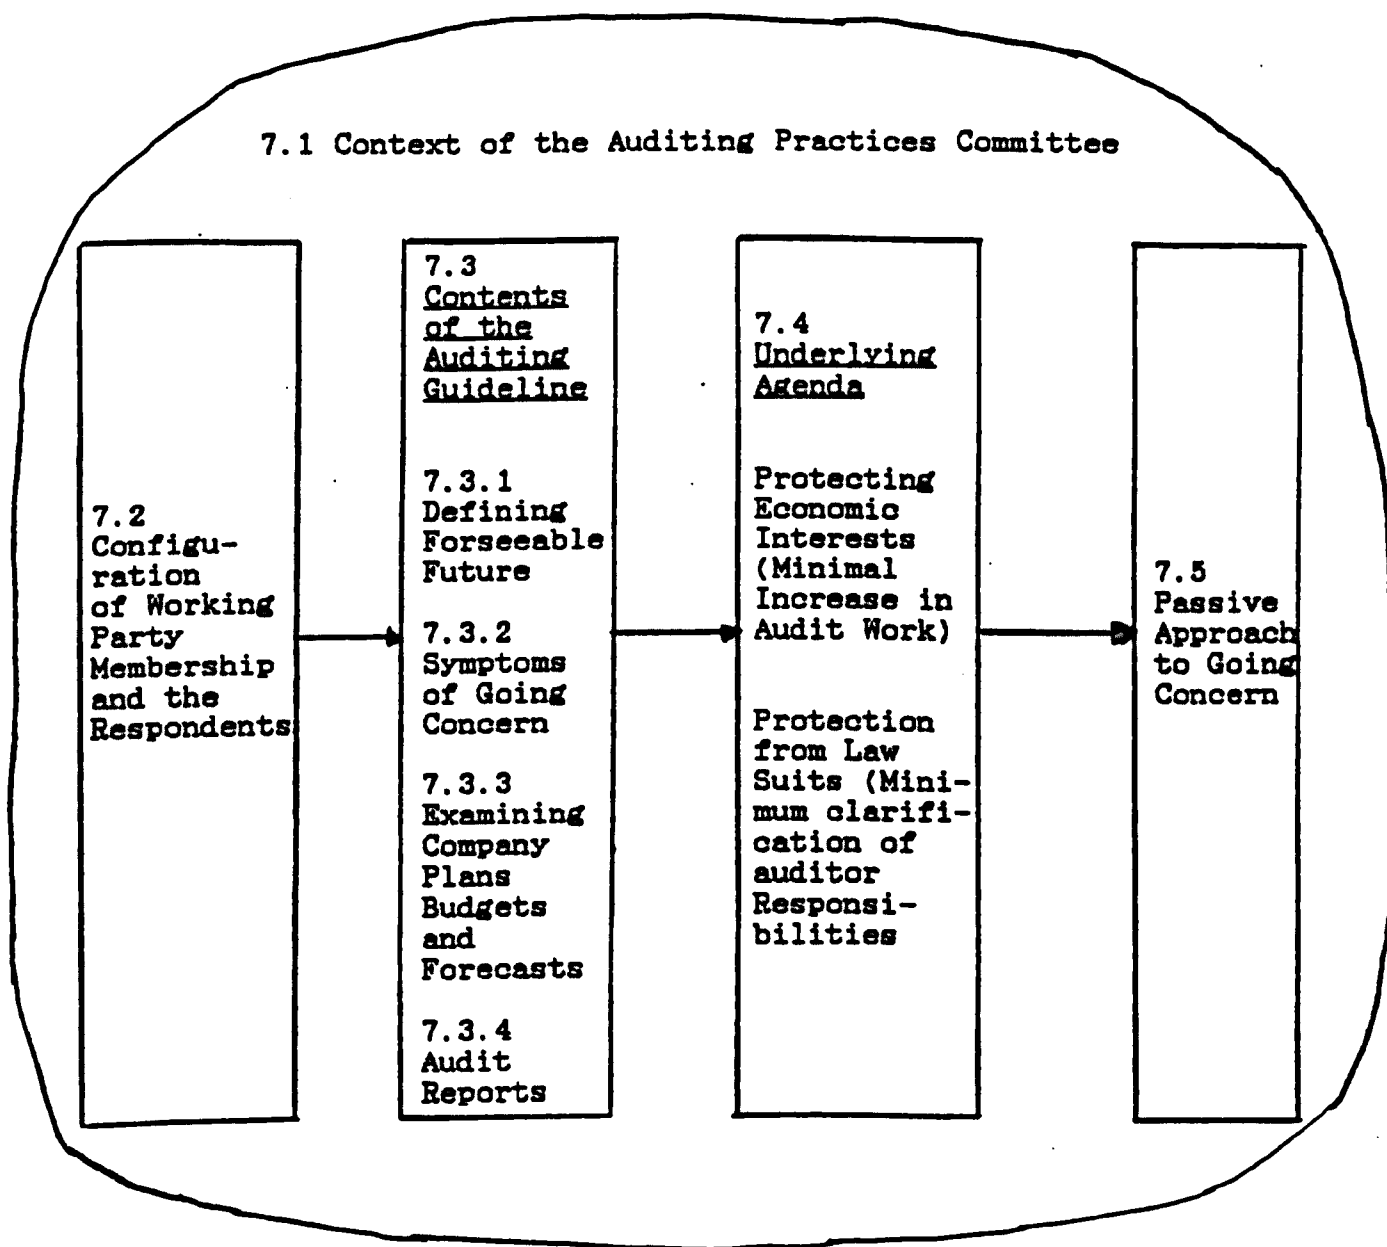 7.1 Context of the Auditing Practices Committee
7.2
Configu-
ration
of Working
Party
Membership
and the
Respondents
7.3
Contents
of the
Auditing
Guideline
7.3.1
Defining
Forseeable
Future
7.3.2
Symptoms
of Going
Concern
7.3.3
Examining
Company
Plans
Budgets
and
Forecasts
7.3.4
Audit
Reports
7.4
Underlying
Agenda
Protecting
Economic
Interests
(Minimal
Increase in
Audit Work)
Protection
from Law
Suits (Mini-
mum clarifi-
cation of
auditor
Responsi-
bilities
7.5
Passive
Approach
to Going
Concern